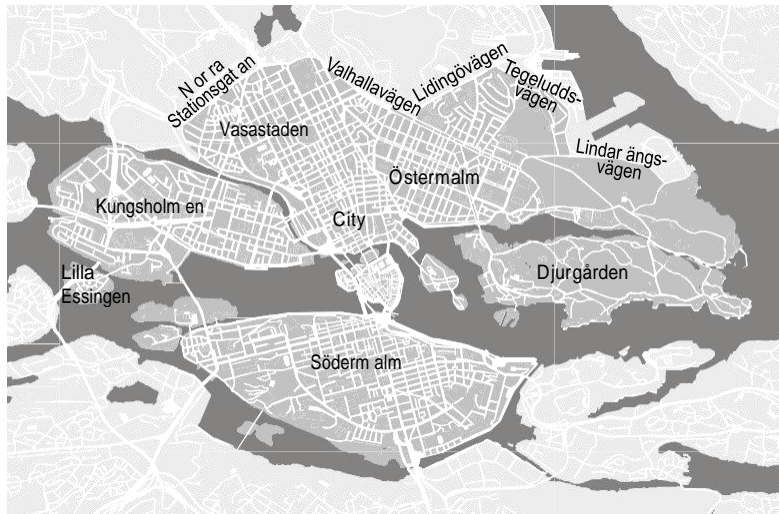 N or ra
Stationsgat an
Valhallavägen
Lidingövägen
Tegeludds-
vägen
Vasastaden
Lindar ängs-
vägen
Östermalm
Kungsholm en
City
Lilla
Essingen
Djurgården
Söderm alm